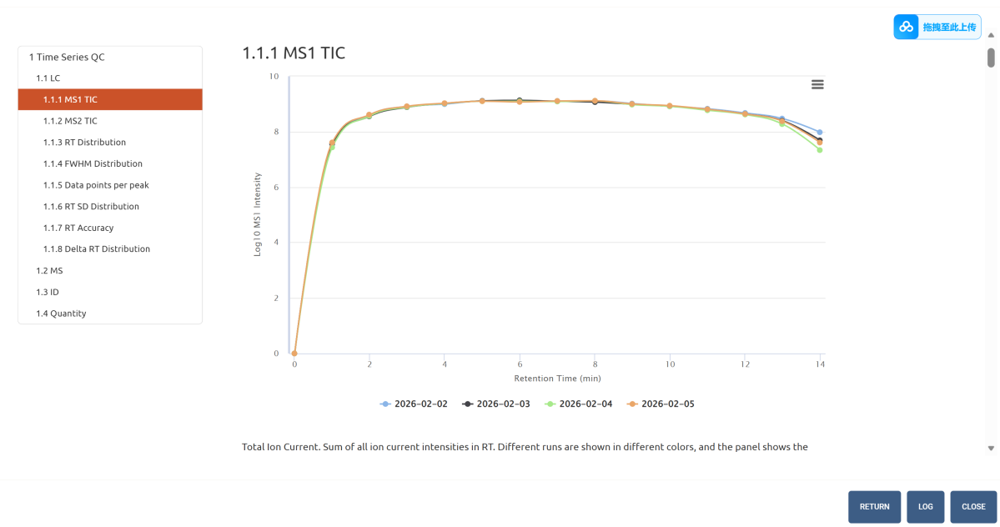 拖拽至此上传
1 Time Series QC
1.1 LC
1.1.1 MS1 TIC
1.1.2 MS2 TIC
1.1.3 RT Distribution
1.1.4 FWHM Distribution
1.1.5 Data points per peak
1.1.6 RT SD Distribution
1.1.7 RT Accuracy
1.1.8 Delta RT Distribution
1.2 MS
1.3 ID
1.4 Quantity
1.1.1 MS1 TIC
Log10 MS1 Intensity
10
8
6
4
2
0
0 2 4 6 8 10 12 14
Retention Time (min)
2026-02-02 2026-02-03 2026-02-04 2026-02-05
Total Ion Current. Sum of all ion current intensities in RT. Different runs are shown in different colors, and the panel shows the
RETURN LOG CLOSE